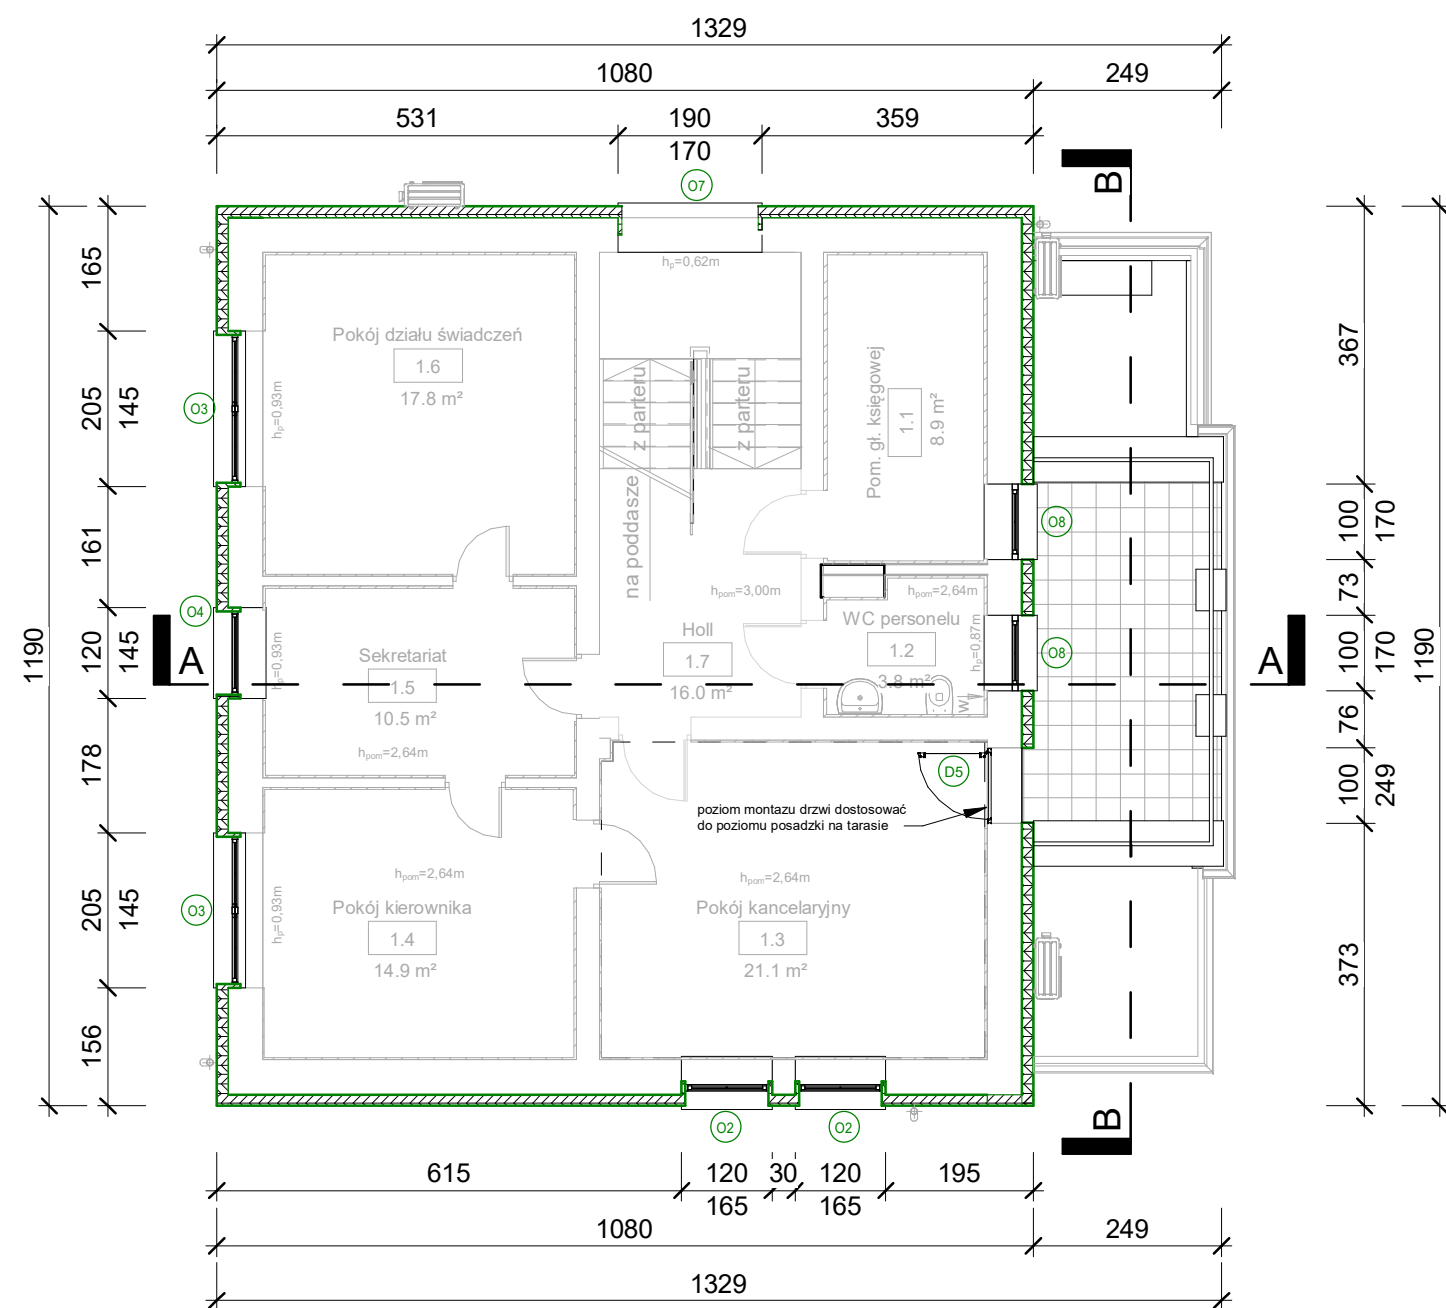 1329
1080
249
531
190
359
170
B
O7
hp=0,62m
165
205
145
161
120
145
178
205
145
156
1190
O3
O4
O3
Pokój działu świadczeń
1.6
17.8 m²
hp=0,93m
z parteru
z parteru
na poddasze
Pom. gł. księgowej
1.1
8.9 m²
367
100
170
73
100
170
76
100
249
373
1190
O8
O8
hpom=3,00m
hpom=2,64m
WC personelu
1.2
3.8 m²
hp=0,87m
W
Holl
1.7
16.0 m²
A
A
Sekretariat
1.5
10.5 m²
hp=0,93m
hpom=2,64m
D5
poziom montazu drzwi dostosować
do poziomu posadzki na tarasie
hpom=2,64m
Pokój kierownika
1.4
14.9 m²
hp=0,93m
hpom=2,64m
Pokój kancelaryjny
1.3
21.1 m²
O2
O2
B
615
120
30
120
195
165
165
1080
249
1329